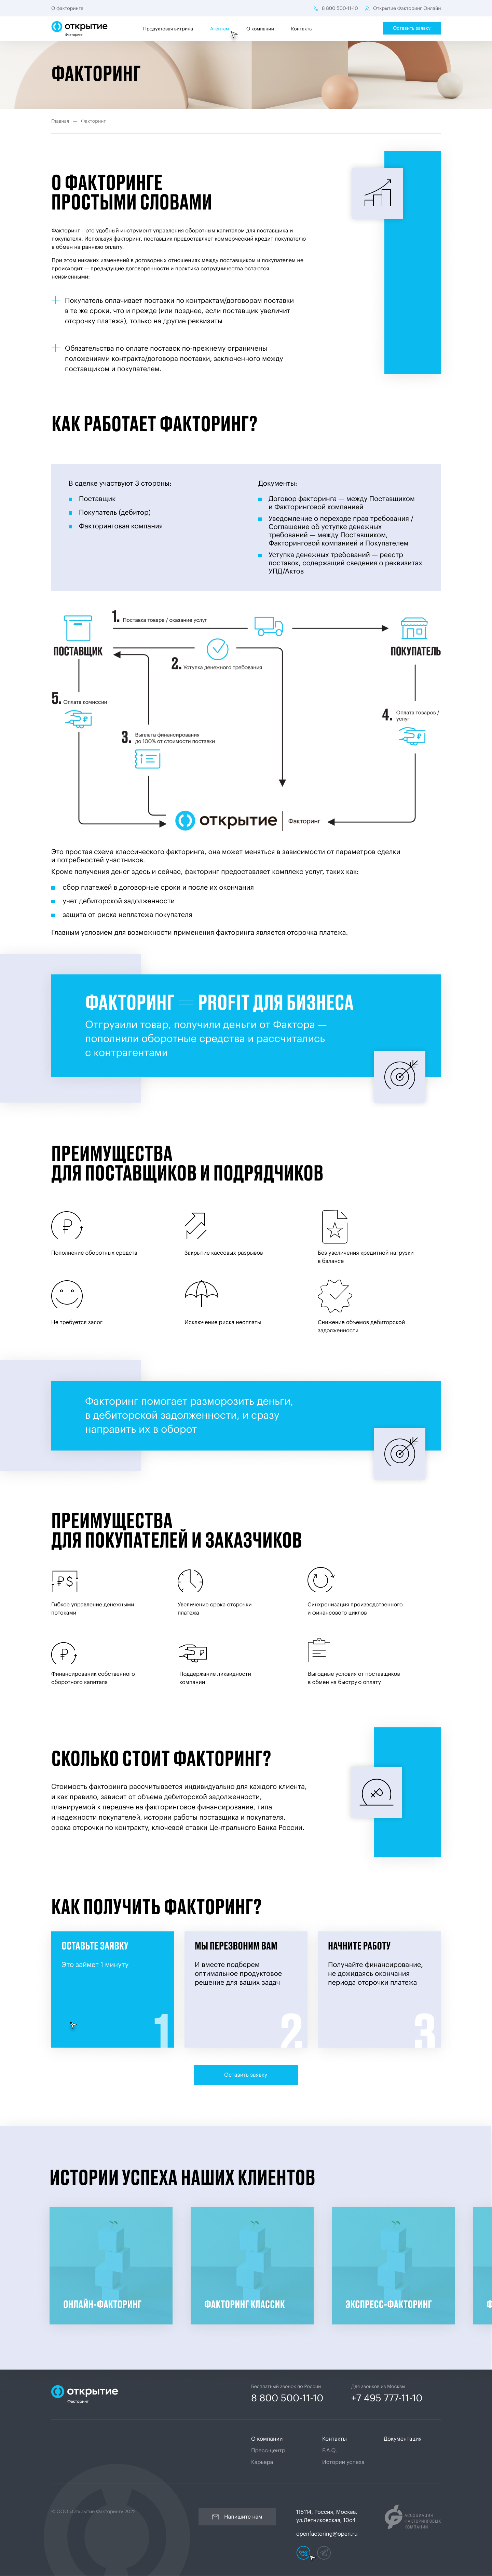 О факторинге
8 800 500-11-10
Открытие Факторинг Онлайн
открытие
Факторинг
Продуктовая витрина
Агентам
О компании
Контакты
Оставить заявку
ФАКТОРИНГ
Главная — Факторинг
О ФАКТОРИНГЕ
ПРОСТЫМИ СЛОВАМИ
Факторинг – это удобный инструмент управления оборотным капиталом для поставщика и
покупателя. Используя факторинг, поставщик предоставляет коммерческий кредит покупателю
в обмен на раннюю оплату.
При этом никаких изменений в договорных отношениях между поставщиком и покупателем не
происходит — предыдущие договоренности и практика сотрудничества остаются
неизменными:
Покупатель оплачивает поставки по контрактам/договорам поставки
в те же сроки, что и прежде (или позднее, если поставщик увеличит
отсрочку платежа), только на другие реквизиты
Обязательства по оплате поставок по-прежнему ограничены
положениями контракта/договора поставки, заключенного между
поставщиком и покупателем.
КАК РАБОТАЕТ ФАКТОРИНГ?
В сделке участвуют 3 стороны:
Поставщик
Покупатель (дебитор)
Факторинговая компания
Документы:
Договор факторинга — между Поставщиком
и Факторинговой компанией
Уведомление о переходе прав требования /
Соглашение об уступке денежных
требований — между Поставщиком,
Факторинговой компанией и Покупателем
Уступка денежных требований — реестр
поставок, содержащий сведения о реквизитах
УПД/Актов
1. Поставка товара / оказание услуг
ПОСТАВЩИК
ПОКУПАТЕЛЬ
2. Уступка денежного требования
5. Оплата комиссии
4. Оплата товаров /
услуг
3. Выплата финансирования
до 100% от стоимости поставки
открытие
Факторинг
Это простая схема классического факторинга, она может меняться в зависимости от параметров сделки
и потребностей участников.
Кроме получения денег здесь и сейчас, факторинг предоставляет комплекс услуг, таких как:
сбор платежей в договорные сроки и после их окончания
учет дебиторской задолженности
защита от риска неплатежа покупателя
Главным условием для возможности применения факторинга является отсрочка платежа.
ФАКТОРИНГ — PROFIT ДЛЯ БИЗНЕСА
Отгрузили товар, получили деньги от Фактора —
пополнили оборотные средства и рассчитались
с контрагентами
ПРЕИМУЩЕСТВА
ДЛЯ ПОСТАВЩИКОВ И ПОДРЯДЧИКОВ
Пополнение оборотных средств
Закрытие кассовых разрывов
Без увеличения кредитной нагрузки
в балансе
Не требуется залог
Исключение риска неоплаты
Снижение объемов дебиторской
задолженности
Факторинг помогает разморозить деньги,
в дебиторской задолженности, и сразу
направить их в оборот
ПРЕИМУЩЕСТВА
ДЛЯ ПОКУПАТЕЛЕЙ И ЗАКАЗЧИКОВ
Гибкое управление денежными
потоками
Увеличение срока отсрочки
платежа
Синхронизация производственного
и финансового циклов
Финансирование собственного
оборотного капитала
Поддержание ликвидности
компании
Выгодные условия от поставщиков
в обмен на быструю оплату
СКОЛЬКО СТОИТ ФАКТОРИНГ?
Стоимость факторинга рассчитывается индивидуально для каждого клиента,
и как правило, зависит от объема дебиторской задолженности,
планируемой к передаче на факторинговое финансирование, типа
и надежности покупателей, истории работы поставщика и покупателя,
срока отсрочки по контракту, ключевой ставки Центрального Банка России.
КАК ПОЛУЧИТЬ ФАКТОРИНГ?
ОСТАВЬТЕ ЗАЯВКУ
Это займет 1 минуту
1
МЫ ПЕРЕЗВОНИМ ВАМ
И вместе подберем
оптимальное продуктовое
решение для ваших задач
2
НАЧНИТЕ РАБОТУ
Получайте финансирование,
не дожидаясь окончания
периода отсрочки платежа
3
Оставить заявку
ИСТОРИИ УСПЕХА НАШИХ КЛИЕНТОВ
ОНЛАЙН-ФАКТОРИНГ
ФАКТОРИНГ КЛАССИК
ЭКСПРЕСС-ФАКТОРИНГ
Ф
открытие
Факторинг
Бесплатный звонок по России
8 800 500-11-10
Для звонков из Москвы
+7 495 777-11-10
О компании
Пресс-центр
Карьера
Контакты
F.A.Q.
Истории успеха
Документация
© ООО «Открытие Факторинг» 2022
Напишите нам
115114, Россия, Москва,
ул.Летниковская, 10с4
openfactoring@open.ru
АССОЦИАЦИЯ
ФАКТОРИНГОВЫХ
КОМПАНИЙ